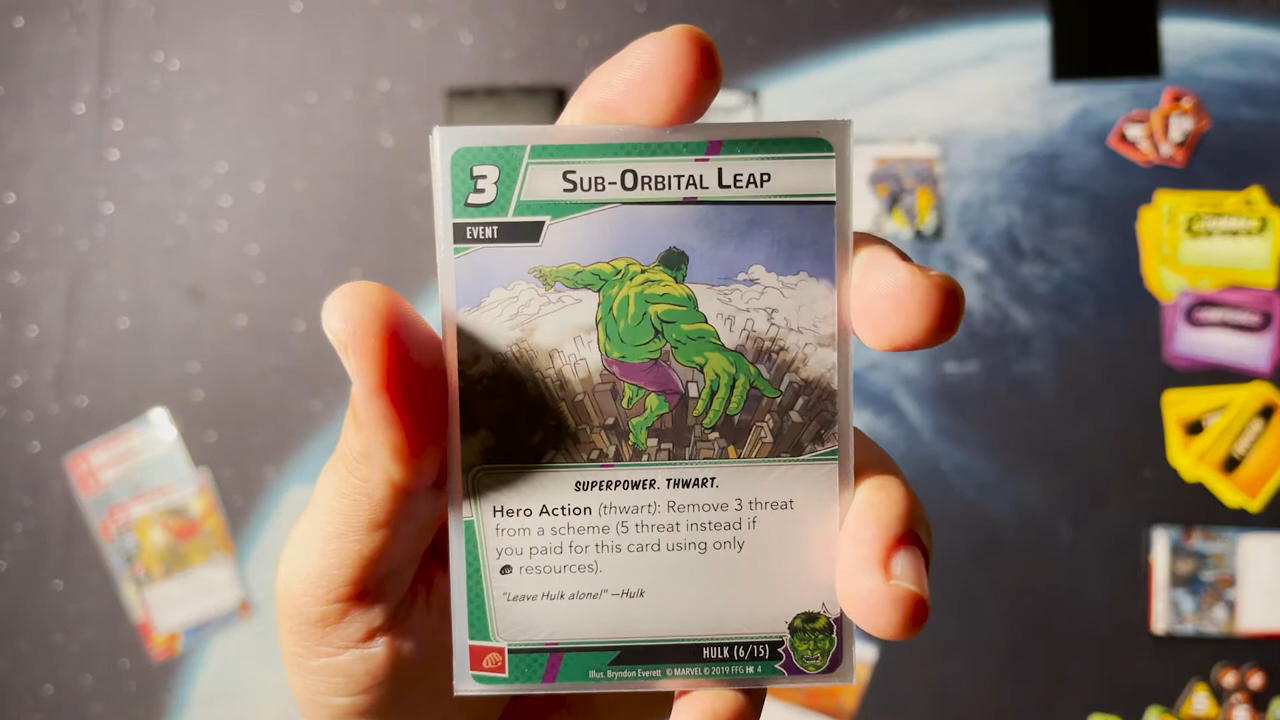 3
SUB-ORBITAL LEAP
EVENT
SUPERPOWER. THWART.
Hero Action (thwart): Remove 3 threat
from a scheme (5 threat instead if
you paid for this card using only
resources).
"Leave Hulk alone!" —Hulk
HULK (6/15)
Illus. Bryndon Everett © MARVEL © 2019 FFG HK 4